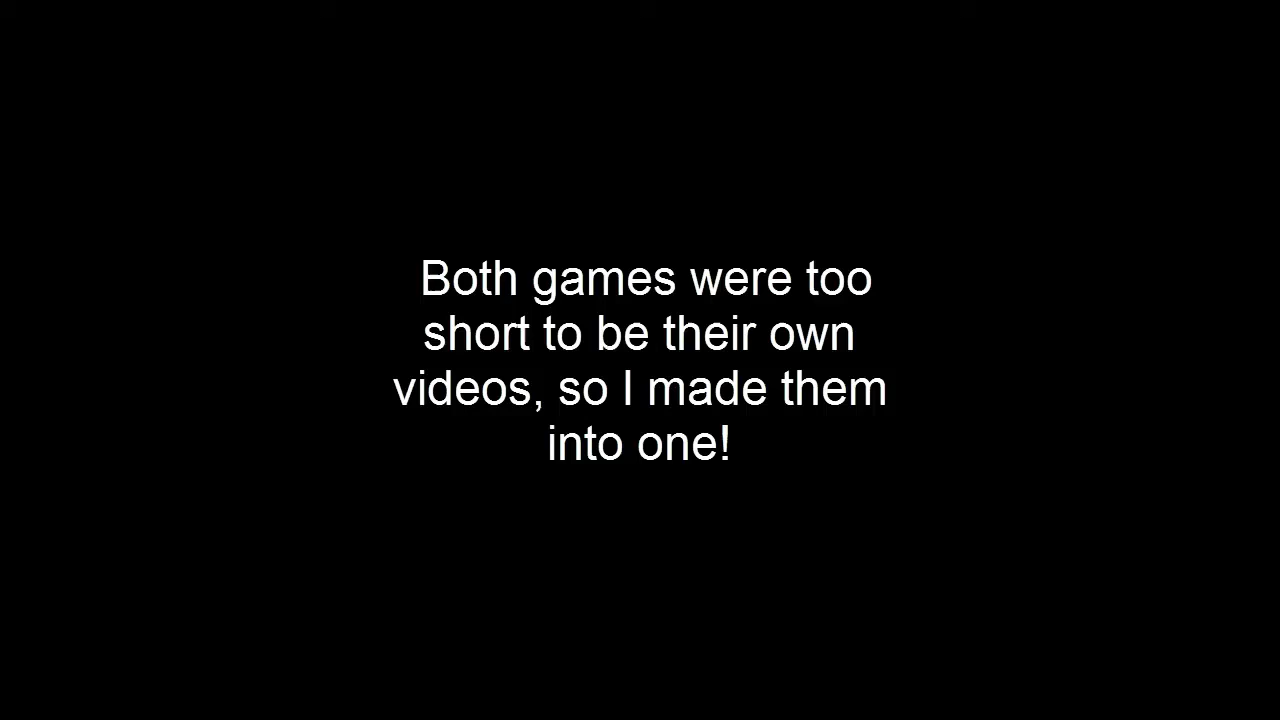 Both games were too
short to be their own
videos, so I made them
into one!